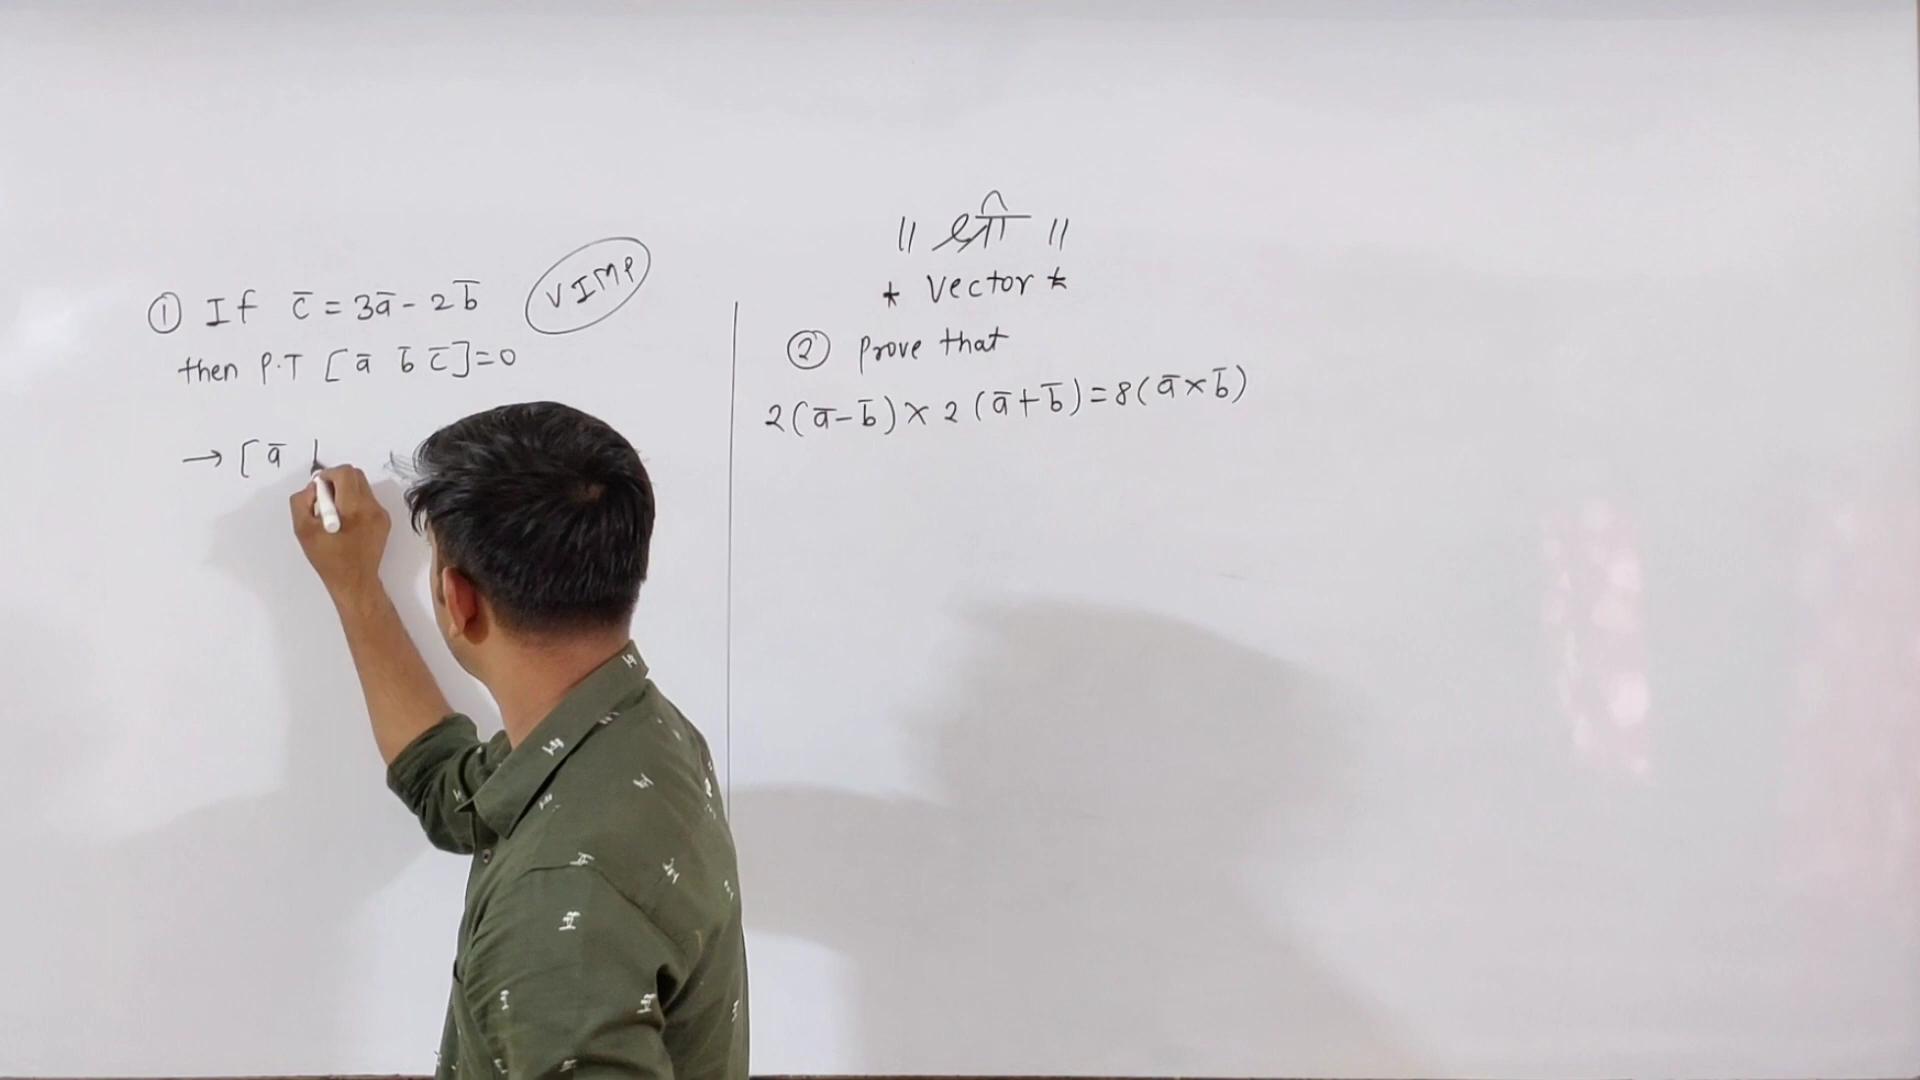 || श्री ||
* Vector *
① If c̄ = 3ā - 2b̄
VIMP
then P.T [ā b̄ c̄]=0
→ [ā
② Prove that
2(ā-b̄) × 2(ā+b̄) = 8(ā×b̄)